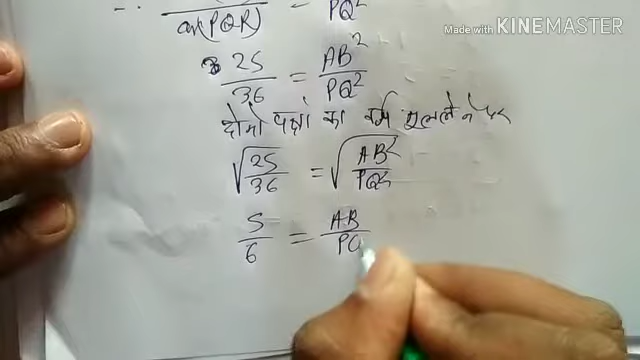 Made with KINEMASTER
∴ ar(PQR) = PQ²
25/36 = AB²/PQ²
दोनो पक्षों का वर्ग मूल लेने पर
√25/36 = √AB²/PQ²
5/6 = AB/PQ